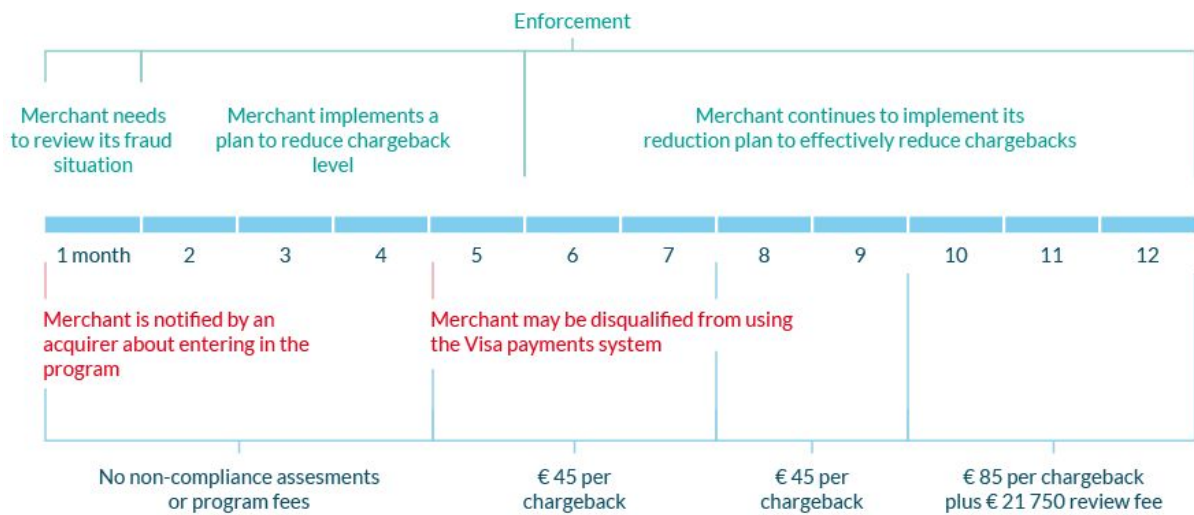 Enforcement
Merchant needs
to review its fraud
situation
Merchant implements a
plan to reduce chargeback
level
Merchant continues to implement its
reduction plan to effectively reduce chargebacks
1 month 2 3 4 5 6 7 8 9 10 11 12
Merchant is notified by an
acquirer about entering in the
program
Merchant may be disqualified from using
the Visa payments system
No non-compliance assesments
or program fees
€ 45 per
chargeback
€ 45 per
chargeback
€ 85 per chargeback
plus € 21 750 review fee